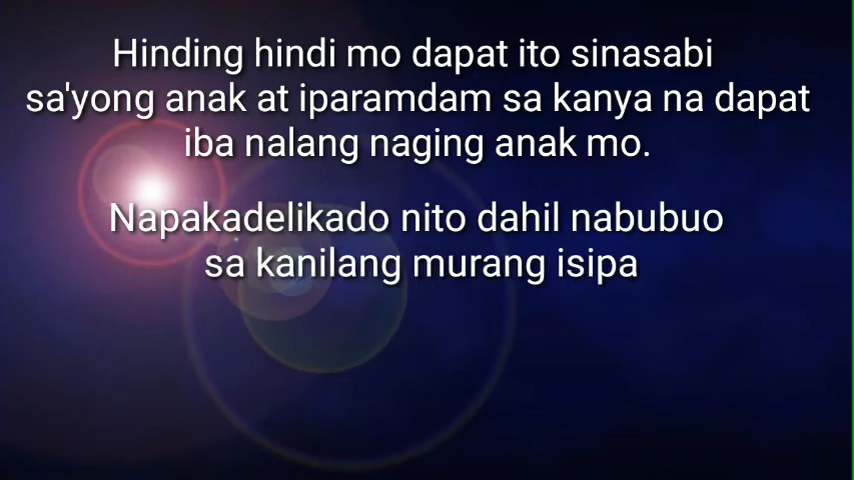 Hinding hindi mo dapat ito sinasabi
sa'yong anak at iparamdam sa kanya na dapat
iba nalang naging anak mo.
Napakadelikado nito dahil nabubuo
sa kanilang murang isipa